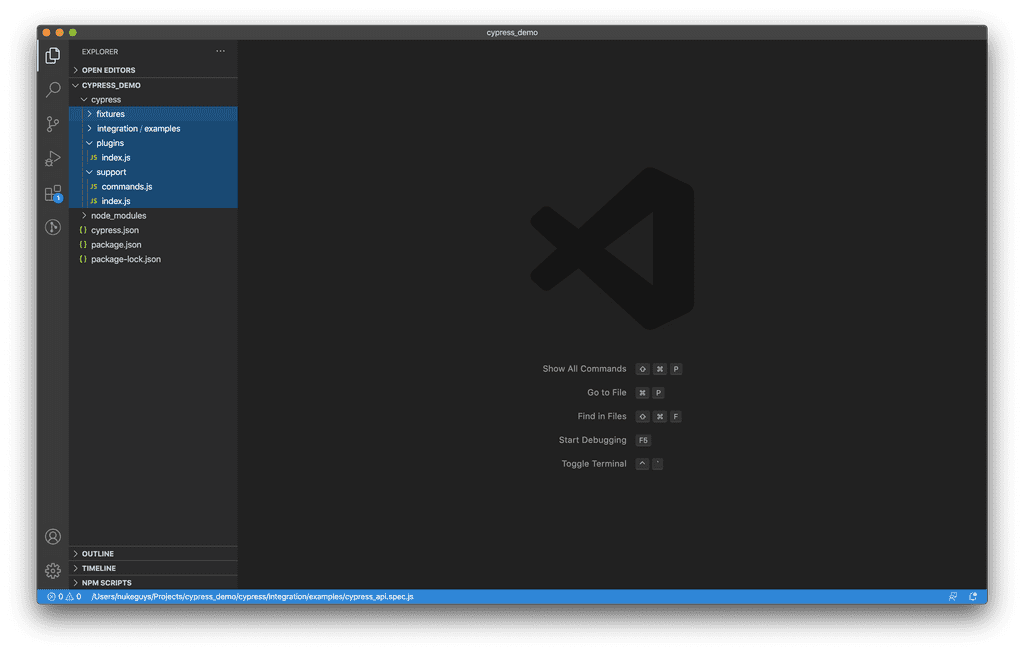 cypress_demo
EXPLORER
OPEN EDITORS
CYPRESS_DEMO
cypress
fixtures
integration / examples
plugins
JS index.js
support
JS commands.js
JS index.js
1
node_modules
{} cypress.json
{} package.json
{} package-lock.json
Show All Commands ⇧ ⌘ P
Go to File ⌘ P
Find in Files ⇧ ⌘ F
Start Debugging F5
Toggle Terminal ^ `
OUTLINE
TIMELINE
NPM SCRIPTS
0 0 /Users/nukeguys/Projects/cypress_demo/cypress/integration/examples/cypress_api.spec.js